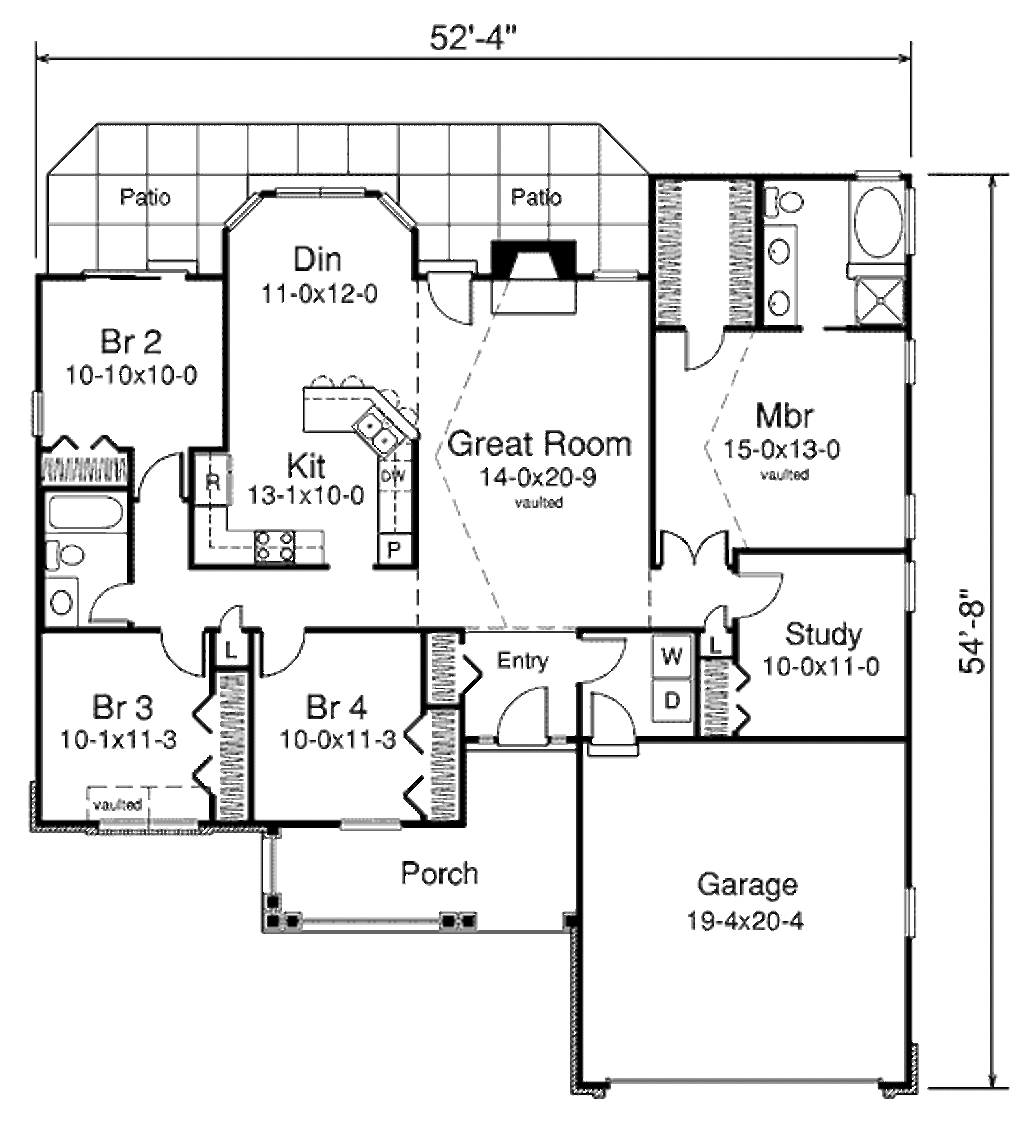 52'-4"
Patio
Patio
Din
11-0x12-0
Br 2
10-10x10-0
Mbr
15-0x13-0
vaulted
Great Room
14-0x20-9
vaulted
Kit
13-1x10-0
R
DW
P
54'-8"
Study
10-0x11-0
L
L
W
D
Entry
Br 3
10-1x11-3
vaulted
Br 4
10-0x11-3
Porch
Garage
19-4x20-4